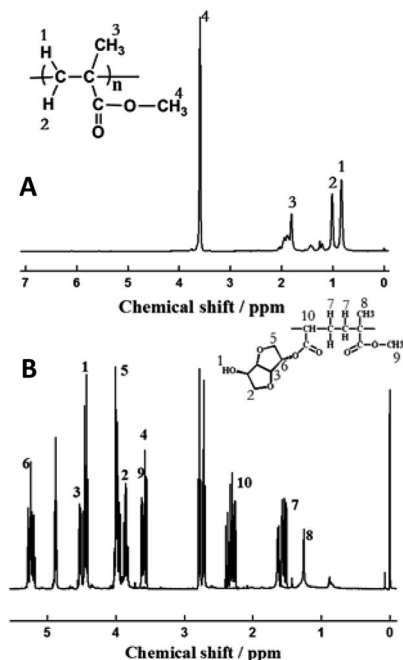 4
1
3
H
CH₃
( C — C )
n
H
2
C — O — CH₃
4
O
A
3
2
1
7 6 5 4 3 2 1 0
Chemical shift / ppm
8
7 7
CH3
10
H H
5
CH—C—C—C
H H
O—C
C—OCH3
O
O
9
1
HO
O
O
6
3
2
B
1
5
6
4
3
2
9
10
7
8
5 4 3 2 1 0
Chemical shift / ppm